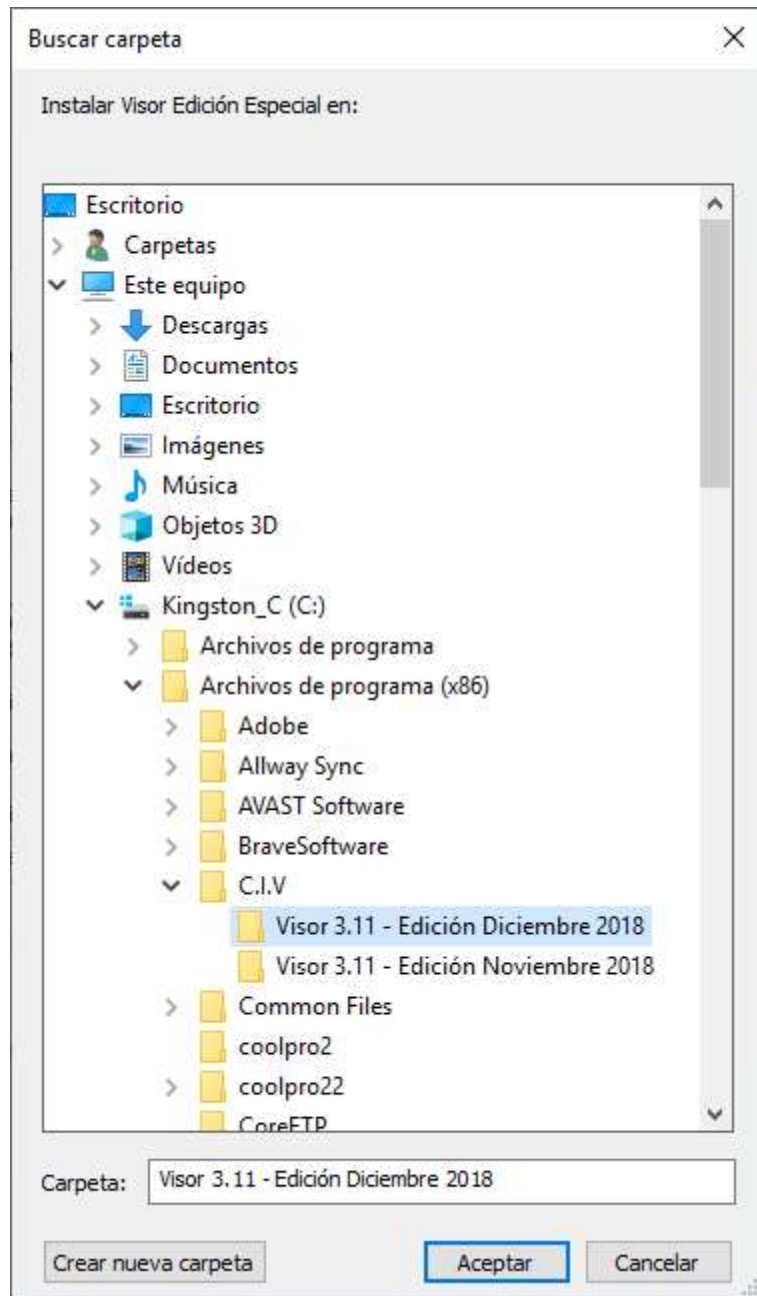 Buscar carpeta
Instalar Visor Edición Especial en:
Escritorio
Carpetas
Este equipo
Descargas
Documentos
Escritorio
Imágenes
Música
Objetos 3D
Vídeos
Kingston_C (C:)
Archivos de programa
Archivos de programa (x86)
Adobe
Allway Sync
AVAST Software
BraveSoftware
C.I.V
Visor 3.11 - Edición Diciembre 2018
Visor 3.11 - Edición Noviembre 2018
Common Files
coolpro2
coolpro22
CoreFTP
Carpeta: Visor 3.11 - Edición Diciembre 2018
Crear nueva carpeta Aceptar Cancelar